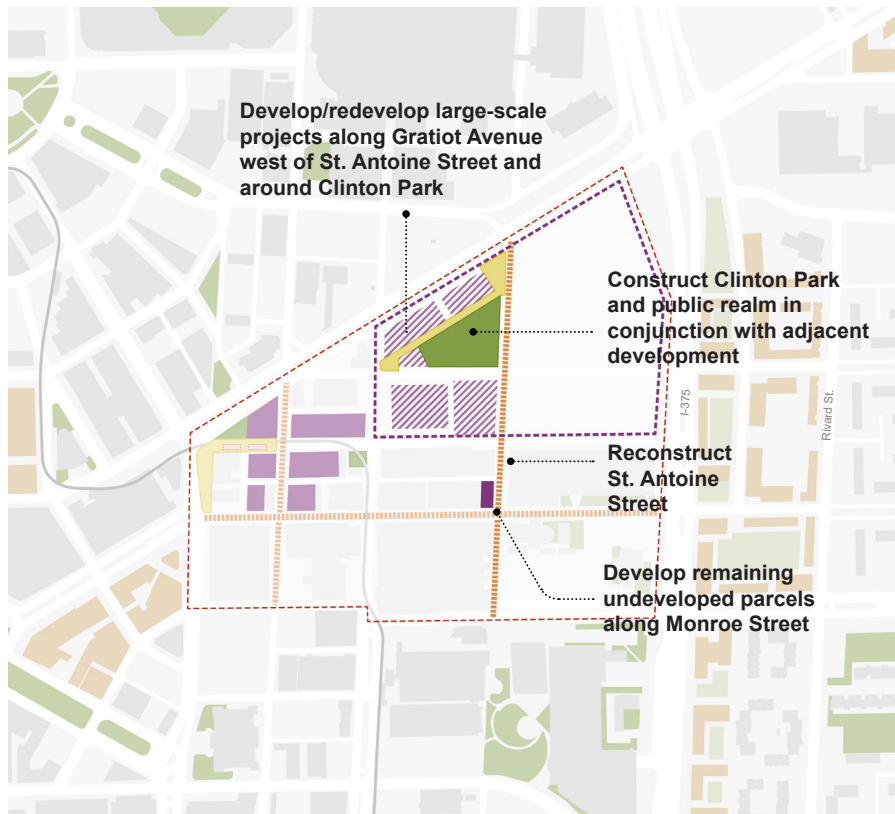 Develop/redevelop large-scale
projects along Gratiot Avenue
west of St. Antoine Street and
around Clinton Park
Construct Clinton Park
and public realm in
conjunction with adjacent
development
I-375
Rivard St.
Reconstruct
St. Antoine
Street
Develop remaining
undeveloped parcels
along Monroe Street